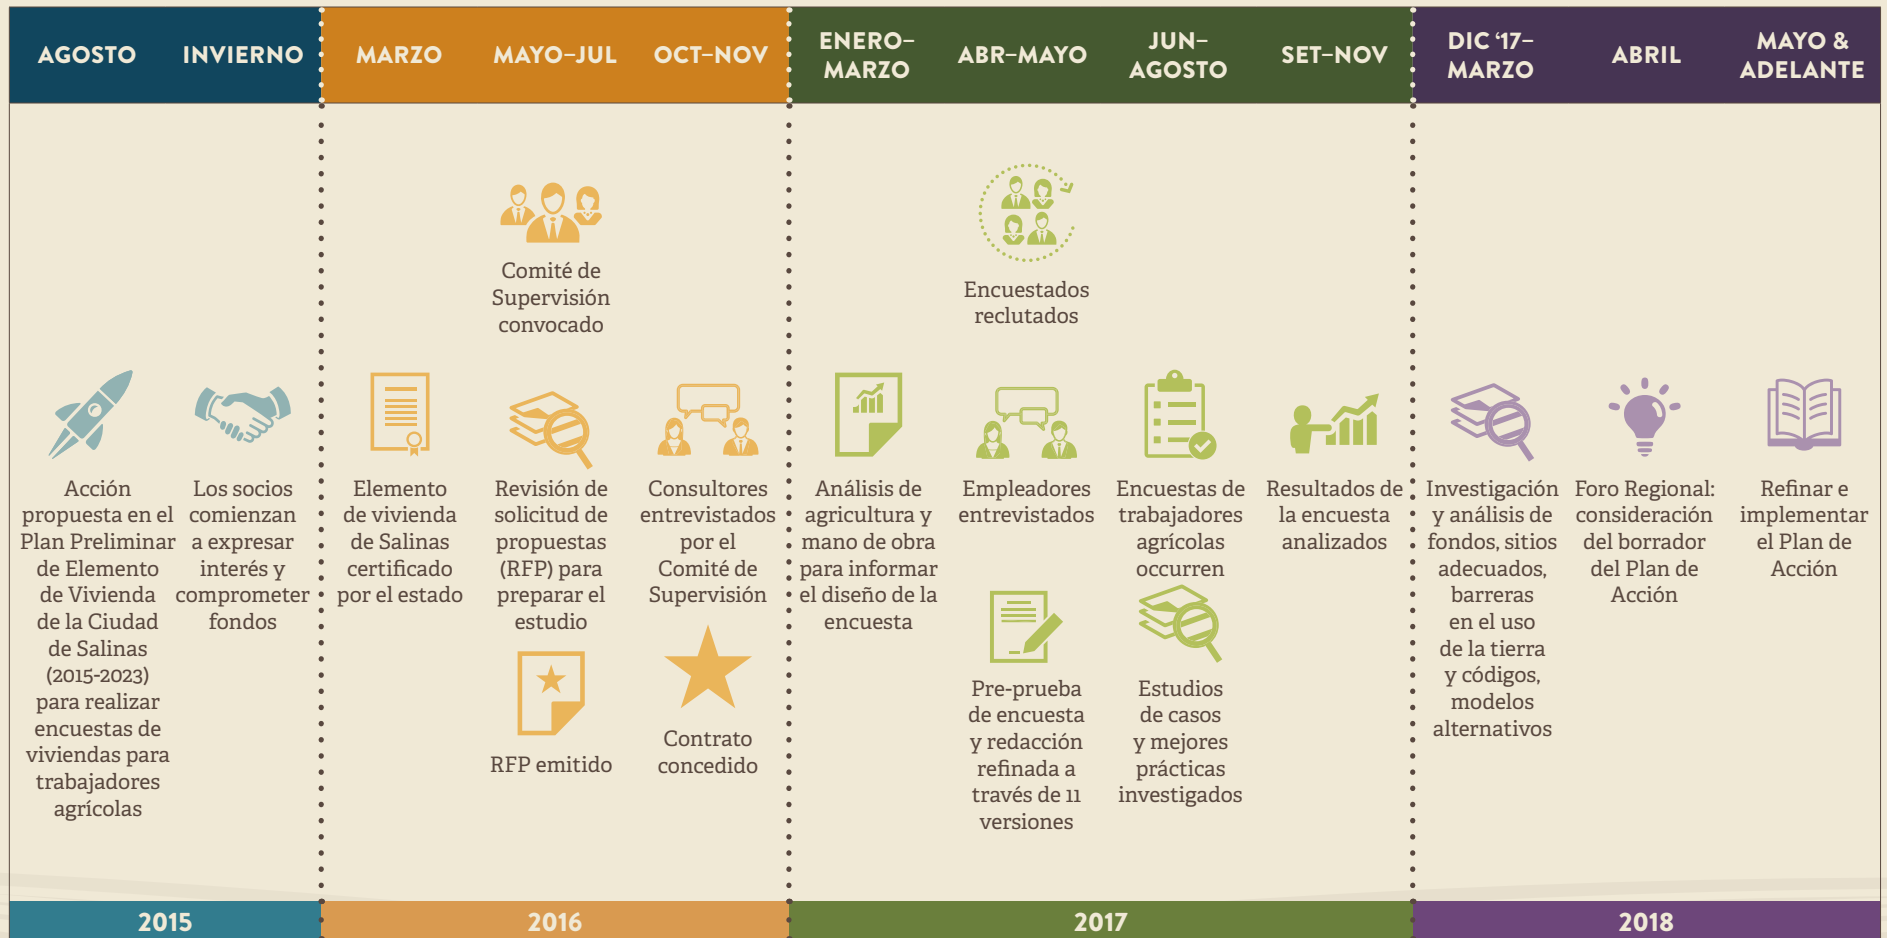 AGOSTO
INVIERNO
MARZO
MAYO–JUL
OCT–NOV
ENERO–
MARZO
ABR–MAYO
JUN–
AGOSTO
SET–NOV
DIC ‘17–
MARZO
ABRIL
MAYO &
ADELANTE
Acción
propuesta en el
Plan Preliminar
de Elemento
de Vivienda
de la Ciudad
de Salinas
(2015-2023)
para realizar
encuestas de
viviendas para
trabajadores
agrícolas
Los socios
comienzan
a expresar
interés y
comprometer
fondos
Elemento
de vivienda
de Salinas
certificado
por el estado
Comité de
Supervisión
convocado
Revisión de
solicitud de
propuestas
(RFP) para
preparar el
estudio
RFP emitido
Consultores
entrevistados
por el
Comité de
Supervisión
Contrato
concedido
Análisis de
agricultura y
mano de obra
para informar
el diseño de la
encuesta
Encuestados
reclutados
Empleadores
entrevistados
Pre-prueba
de encuesta
y redacción
refinada a
través de 11
versiones
Encuestas de
trabajadores
agrícolas
occurren
Estudios
de casos
y mejores
prácticas
investigados
Resultados de
la encuesta
analizados
Investigación
y análisis de
fondos, sitios
adecuados,
barreras
en el uso
de la tierra
y códigos,
modelos
alternativos
Foro Regional:
consideración
del borrador
del Plan de
Acción
Refinar e
implementar
el Plan de
Acción
2015
2016
2017
2018